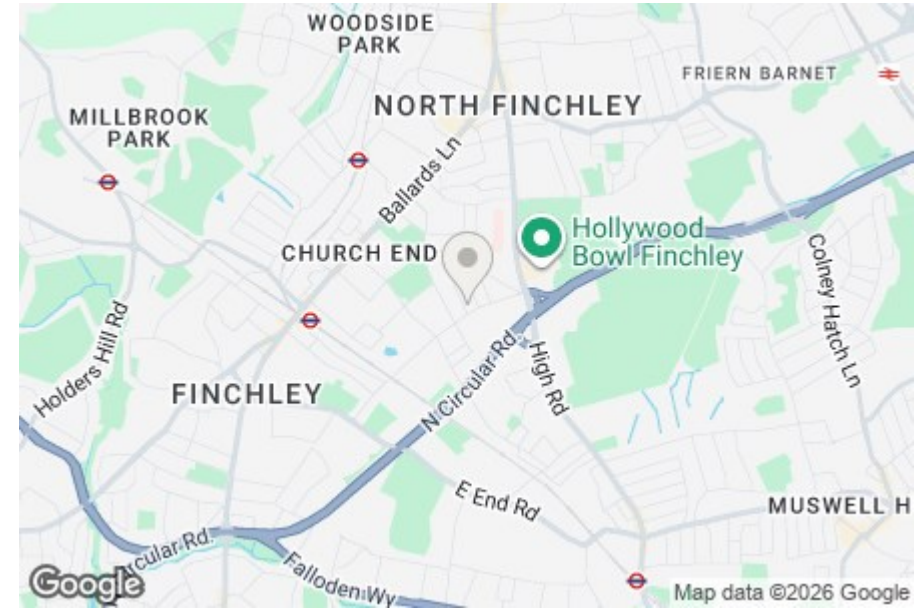 WOODSIDE
PARK
FRIERN BARNET
NORTH FINCHLEY
MILLBROOK
PARK
Ballards Ln
Hollywood
Bowl Finchley
CHURCH END
Colney Hatch Ln
Holders Hill Rd
N Circular Rd
High Rd
FINCHLEY
E End Rd
MUSWELL H
rcular Rd.
Falloden Wy
Google
Map data ©2026 Google